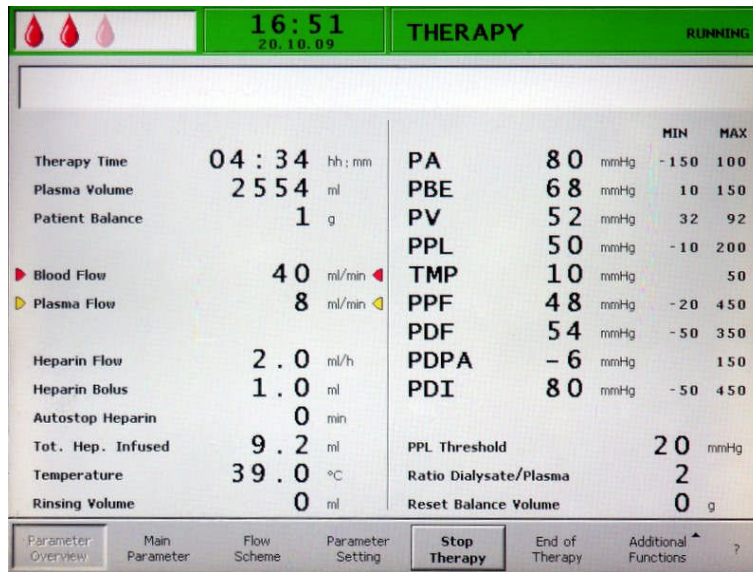 16:51
20.10.09
THERAPY
RUNNING
MIN MAX
Therapy Time 04:34 hh:mm
Plasma Volume 2554 ml
Patient Balance 1 g
Blood Flow 40 ml/min
Plasma Flow 8 ml/min
Heparin Flow 2.0 ml/h
Heparin Bolus 1.0 ml
Autostop Heparin 0 min
Tot. Hep. Infused 9.2 ml
Temperature 39.0 °C
Rinsing Volume 0 ml
PA 80 mmHg -150 100
PBE 68 mmHg 10 150
PV 52 mmHg 32 92
PPL 50 mmHg -10 200
TMP 10 mmHg 50
PPF 48 mmHg -20 450
PDF 54 mmHg -50 350
PDPA -6 mmHg 150
PDI 80 mmHg -50 450
PPL Threshold 20 mmHg
Ratio Dialysate/Plasma 2
Reset Balance Volume 0 g
Parameter Overview
Main Parameter
Flow Scheme
Parameter Setting
Stop Therapy
End of Therapy
Additional Functions
?